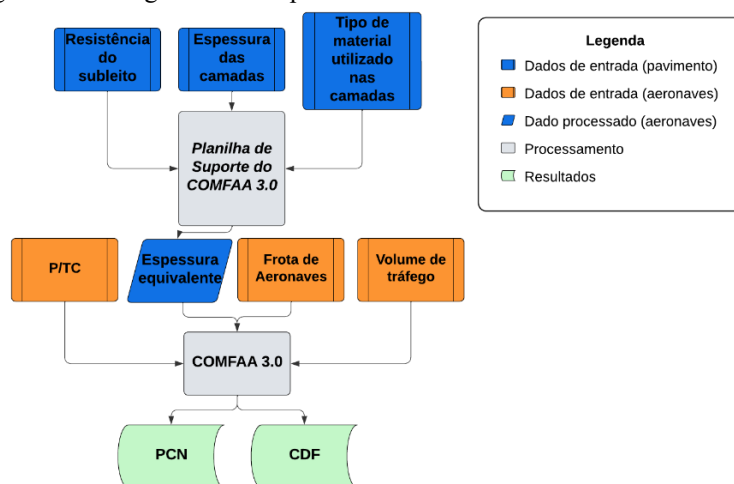 Resistência
do
subleito
Espessura
das
camadas
Tipo de
material
utilizado
nas
camadas
Planilha de
Suporte do
COMFAA 3.0
P/TC
Espessura
equivalente
Frota de
Aeronaves
Volume de
tráfego
COMFAA 3.0
PCN
CDF
Legenda
Dados de entrada (pavimento)
Dados de entrada (aeronaves)
Dado processado (aeronaves)
Processamento
Resultados